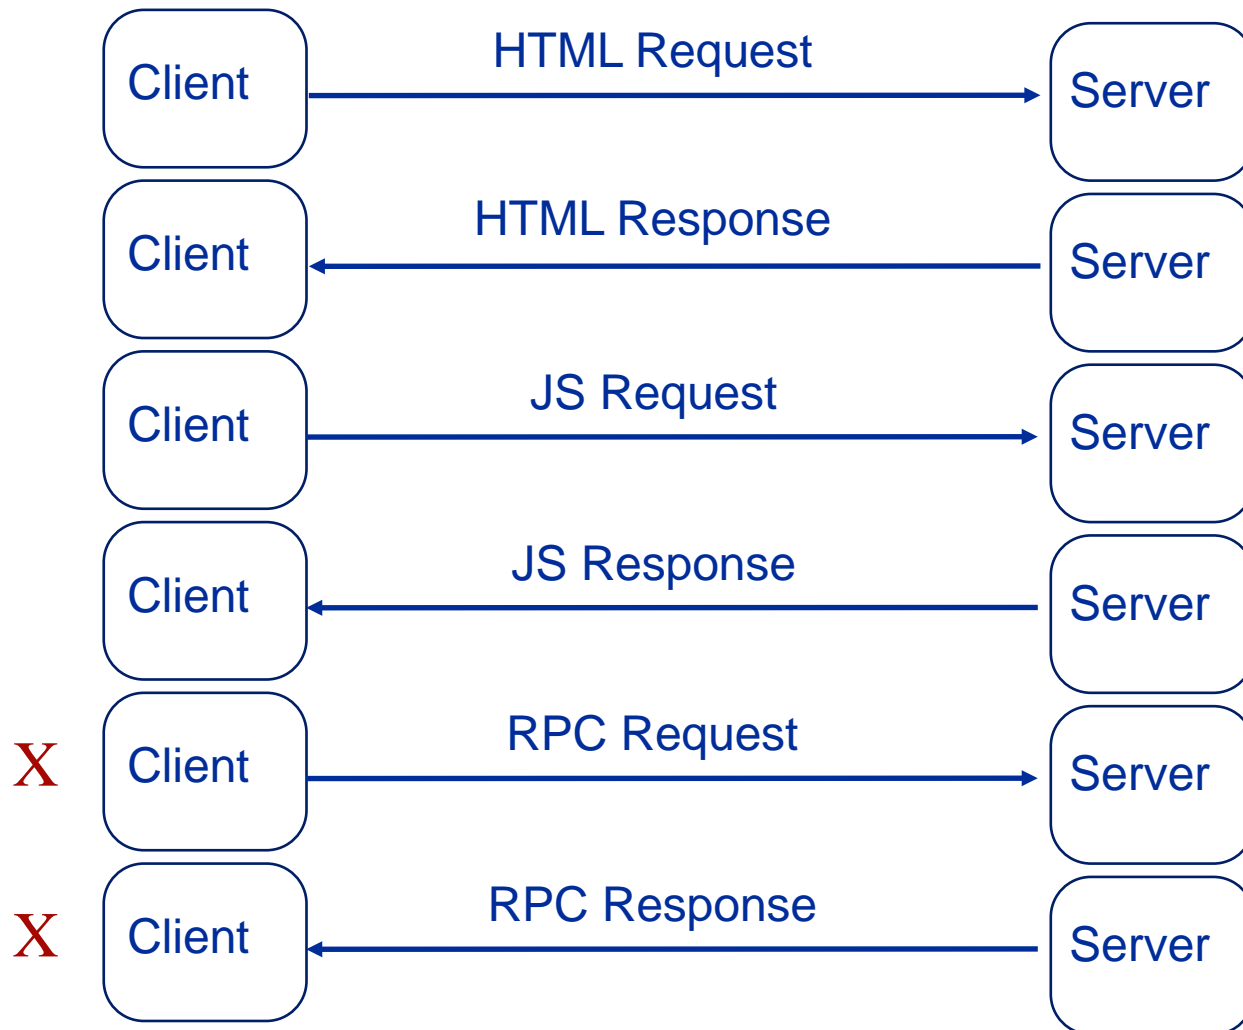 HTML Request
Client
Server
HTML Response
Client
Server
JS Request
Client
Server
JS Response
Client
Server
RPC Request
X
Client
Server
RPC Response
X
Client
Server